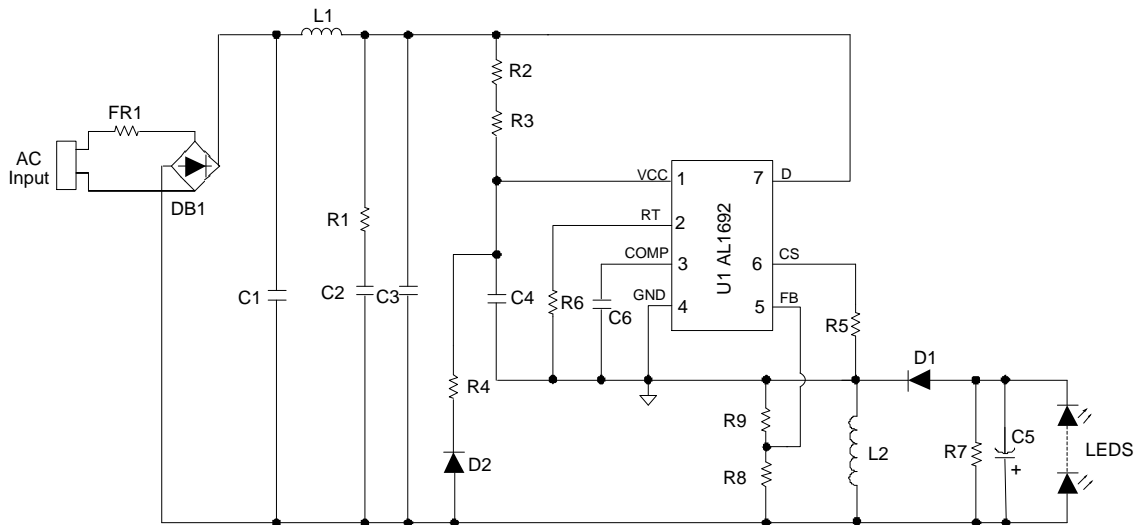 L1
R2
FR1
R3
AC
Input
VCC
1
7
D
DB1
R1
RT
2
U1 AL1692
COMP
3
6
CS
C1
C2
C3
C4
R6
C6
GND
4
5
FB
R5
D1
R4
R9
L2
R7
C5
+
LEDS
D2
R8